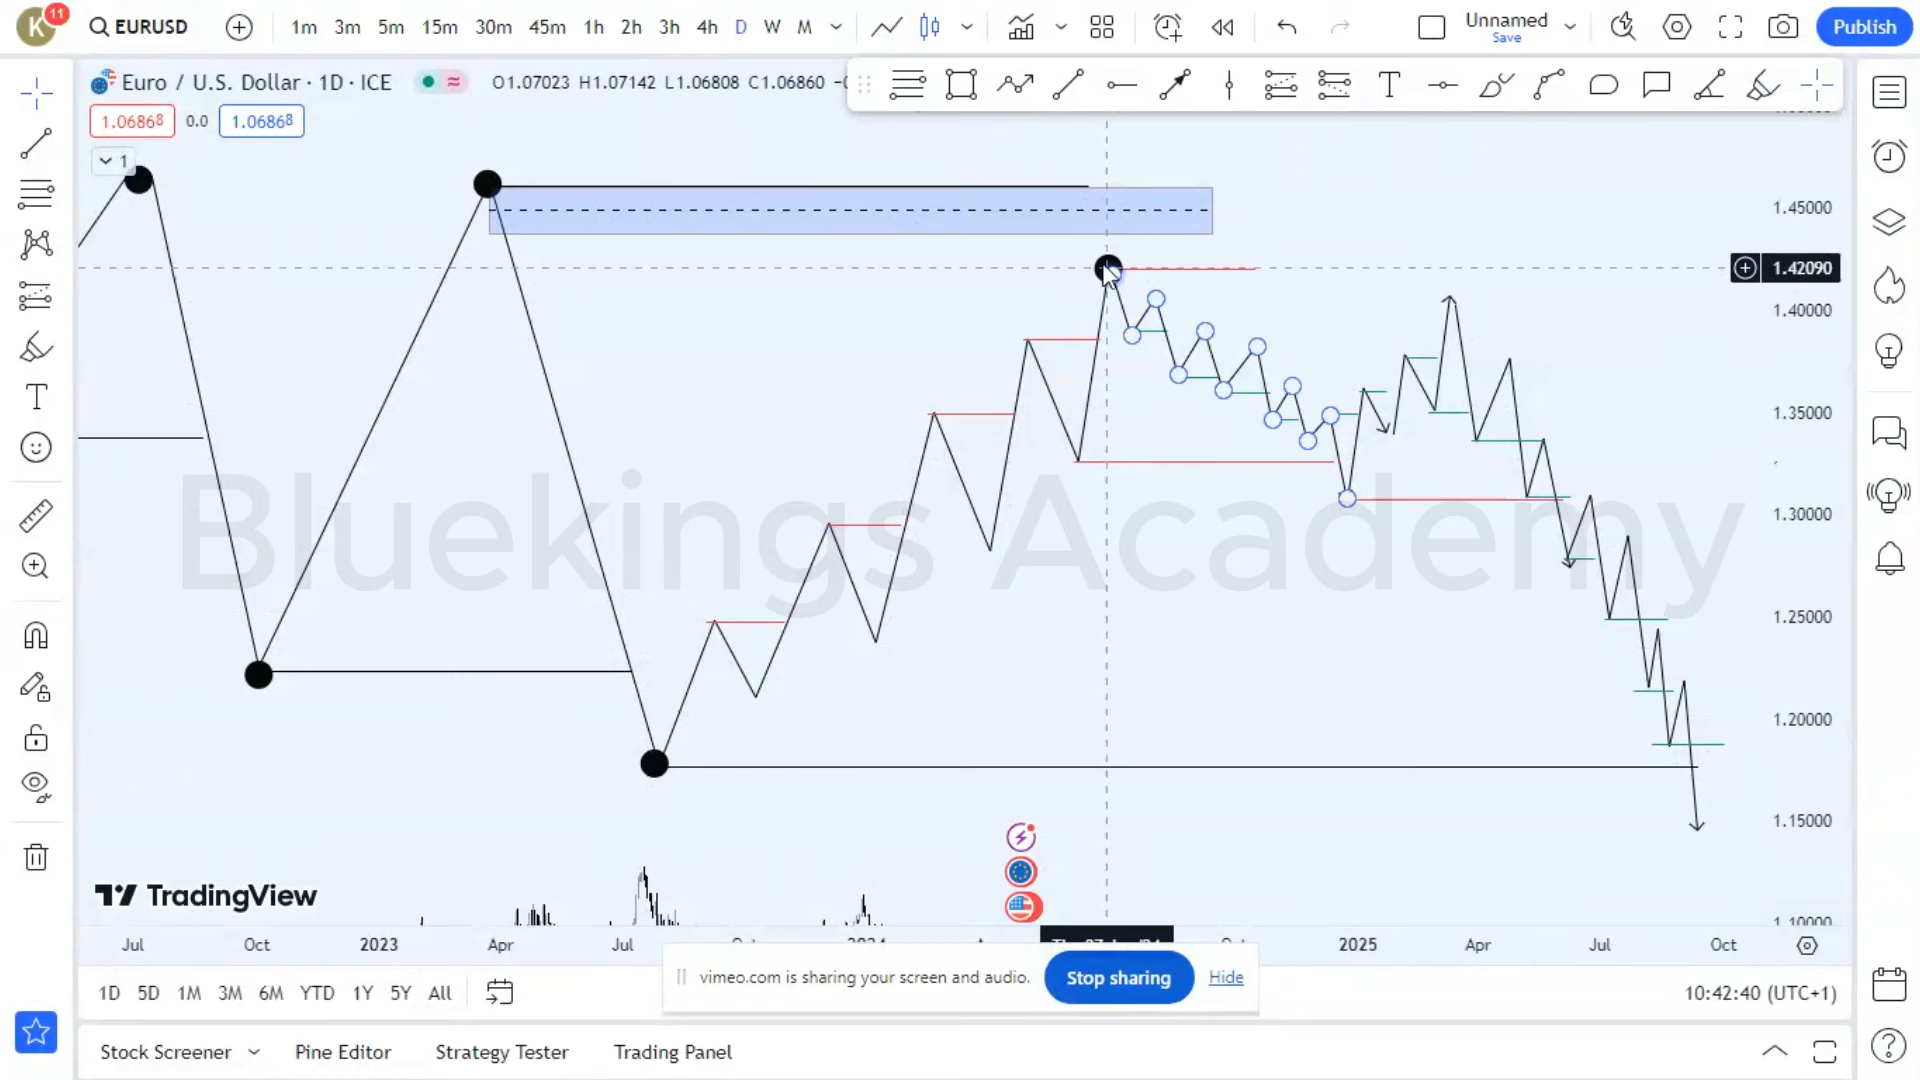 K 11 EURUSD 1m 3m 5m 15m 30m 45m 1h 2h 3h 4h D W M Unnamed Publish
Save
Euro / U.S. Dollar · 1D · ICE O1.07023 H1.07142 L1.06808 C1.06860
1.06868 0.0 1.06868
1
1.45000
1.42090
1.40000
1.35000
1.30000
Bluekings Academy
1.25000
1.20000
1.15000
TradingView
1.10000
Jul Oct 2023 Apr Jul 2024 2025 Apr Jul Oct
vimeo.com is sharing your screen and audio. Stop sharing Hide
1D 5D 1M 3M 6M YTD 1Y 5Y All 10:42:40 (UTC+1)
Stock Screener Pine Editor Strategy Tester Trading Panel